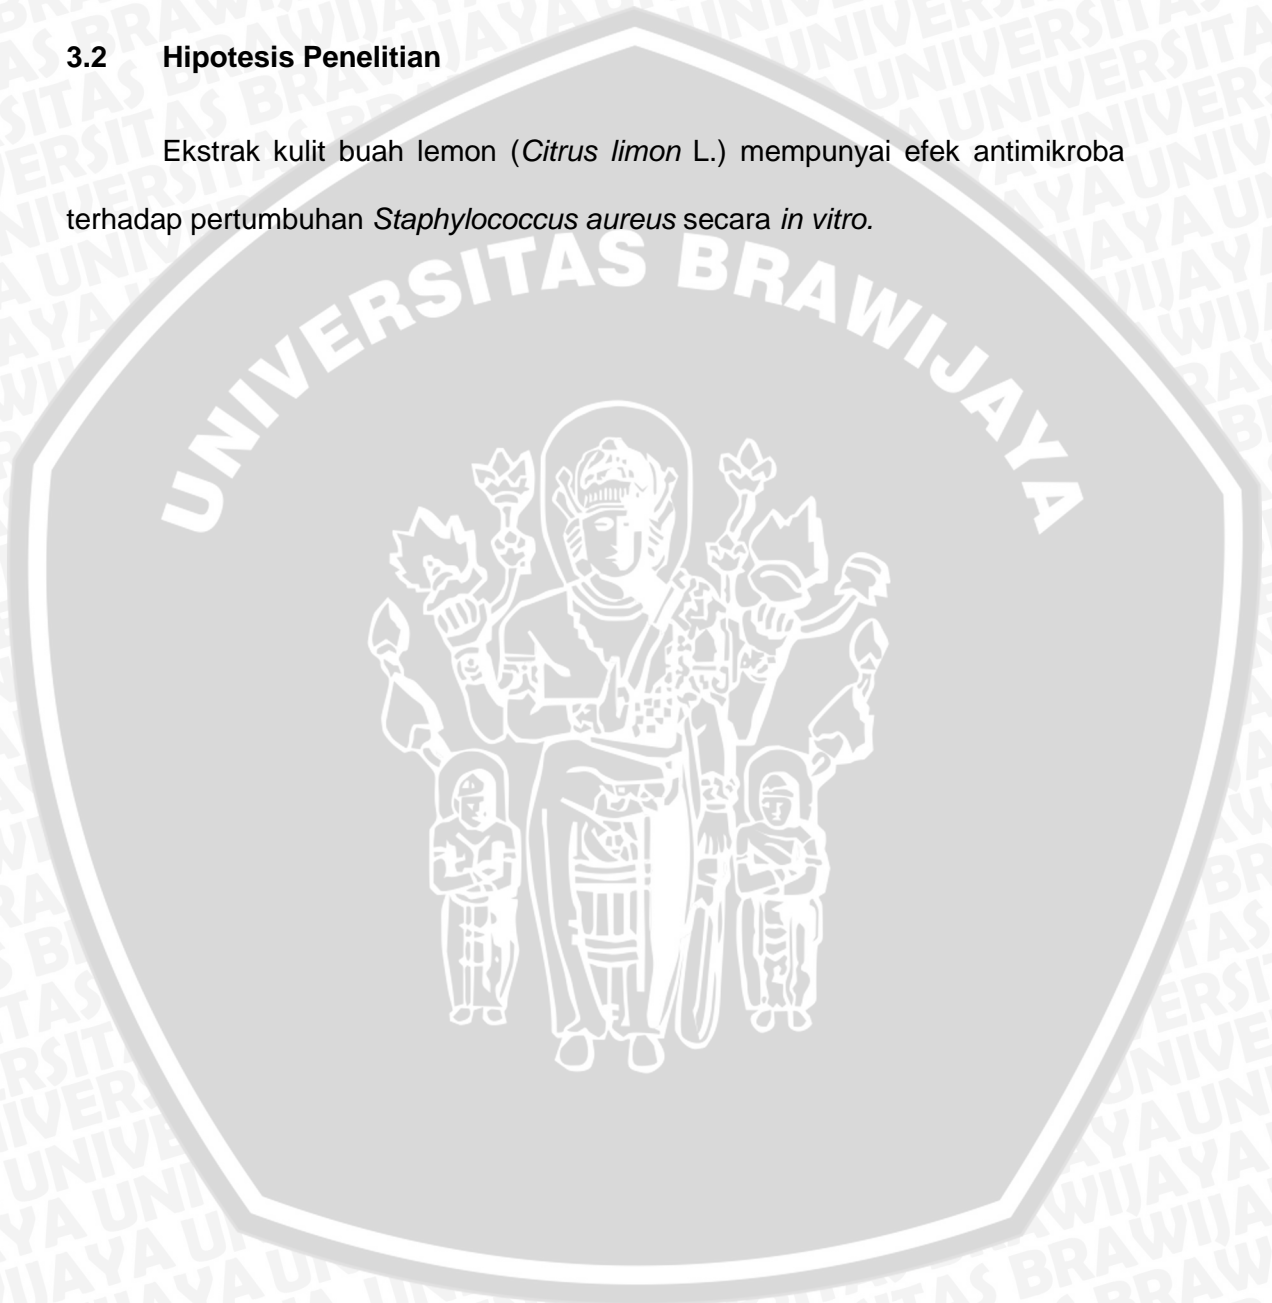 3.2 Hipotesis Penelitian
Ekstrak kulit buah lemon (Citrus limon L.) mempunyai efek antimikroba
terhadap pertumbuhan Staphylococcus aureus secara in vitro.
UNIVERSITAS BRAWIJAYA